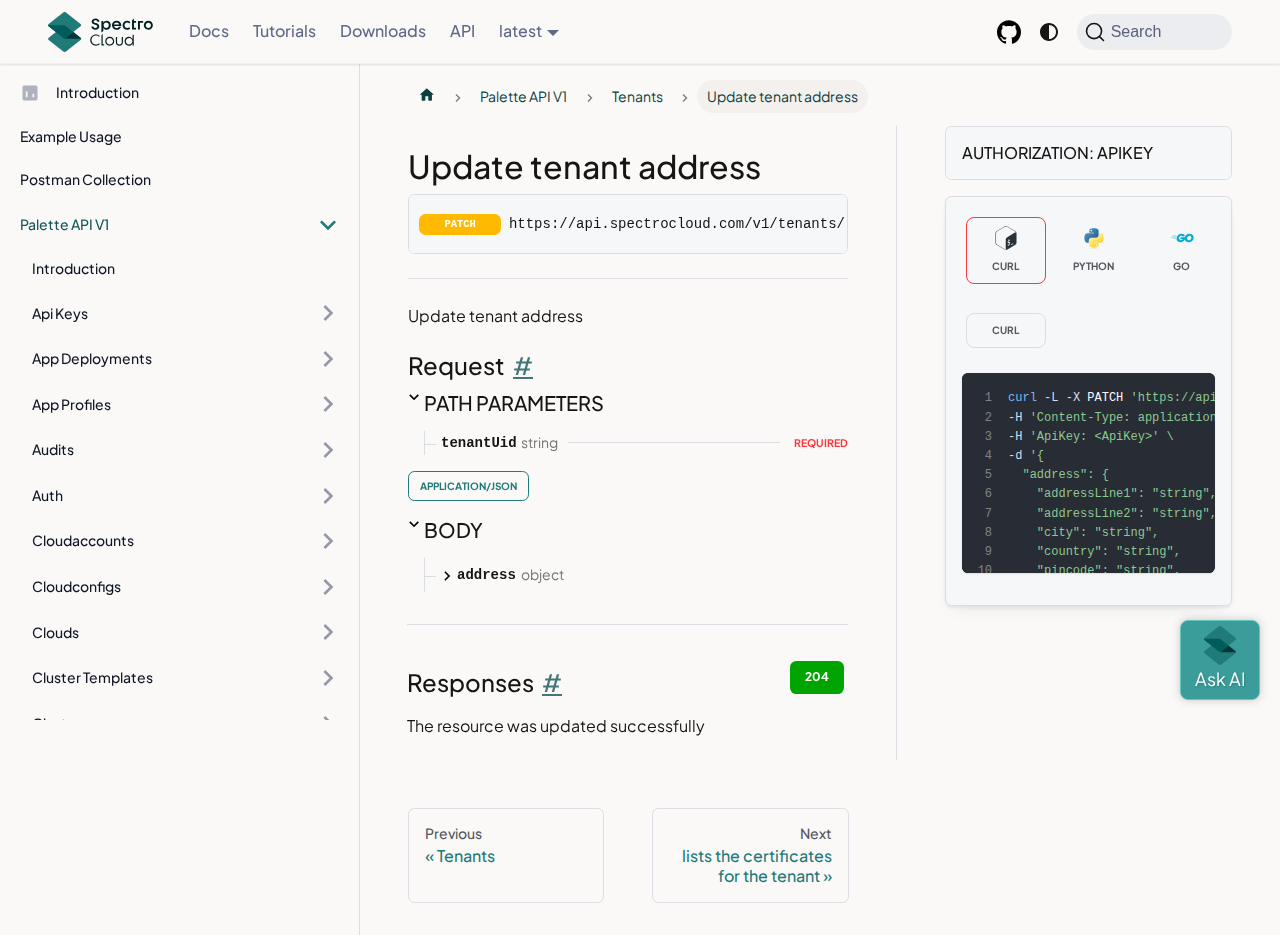 Spectro
Cloud
Docs
Tutorials
Downloads
API
latest
Search
Introduction
Example Usage
Postman Collection
Palette API V1
Introduction
Api Keys
App Deployments
App Profiles
Audits
Auth
Cloudaccounts
Cloudconfigs
Clouds
Cluster Templates
Palette API V1
Tenants
Update tenant address
Update tenant address
PATCH https://api.spectrocloud.com/v1/tenants/
Update tenant address
Request #
PATH PARAMETERS
tenantUid string REQUIRED
APPLICATION/JSON
BODY
address object
Responses #
204
The resource was updated successfully
Previous
« Tenants
Next
lists the certificates
for the tenant »
AUTHORIZATION: APIKEY
CURL
PYTHON
GO
CURL
1 curl -L -X PATCH 'https://api
2 -H 'Content-Type: application
3 -H 'ApiKey: <ApiKey>' \
4 -d '{
5 "address": {
6 "addressLine1": "string",
7 "addressLine2": "string",
8 "city": "string",
9 "country": "string",
10 "pincode": "string",
Ask AI